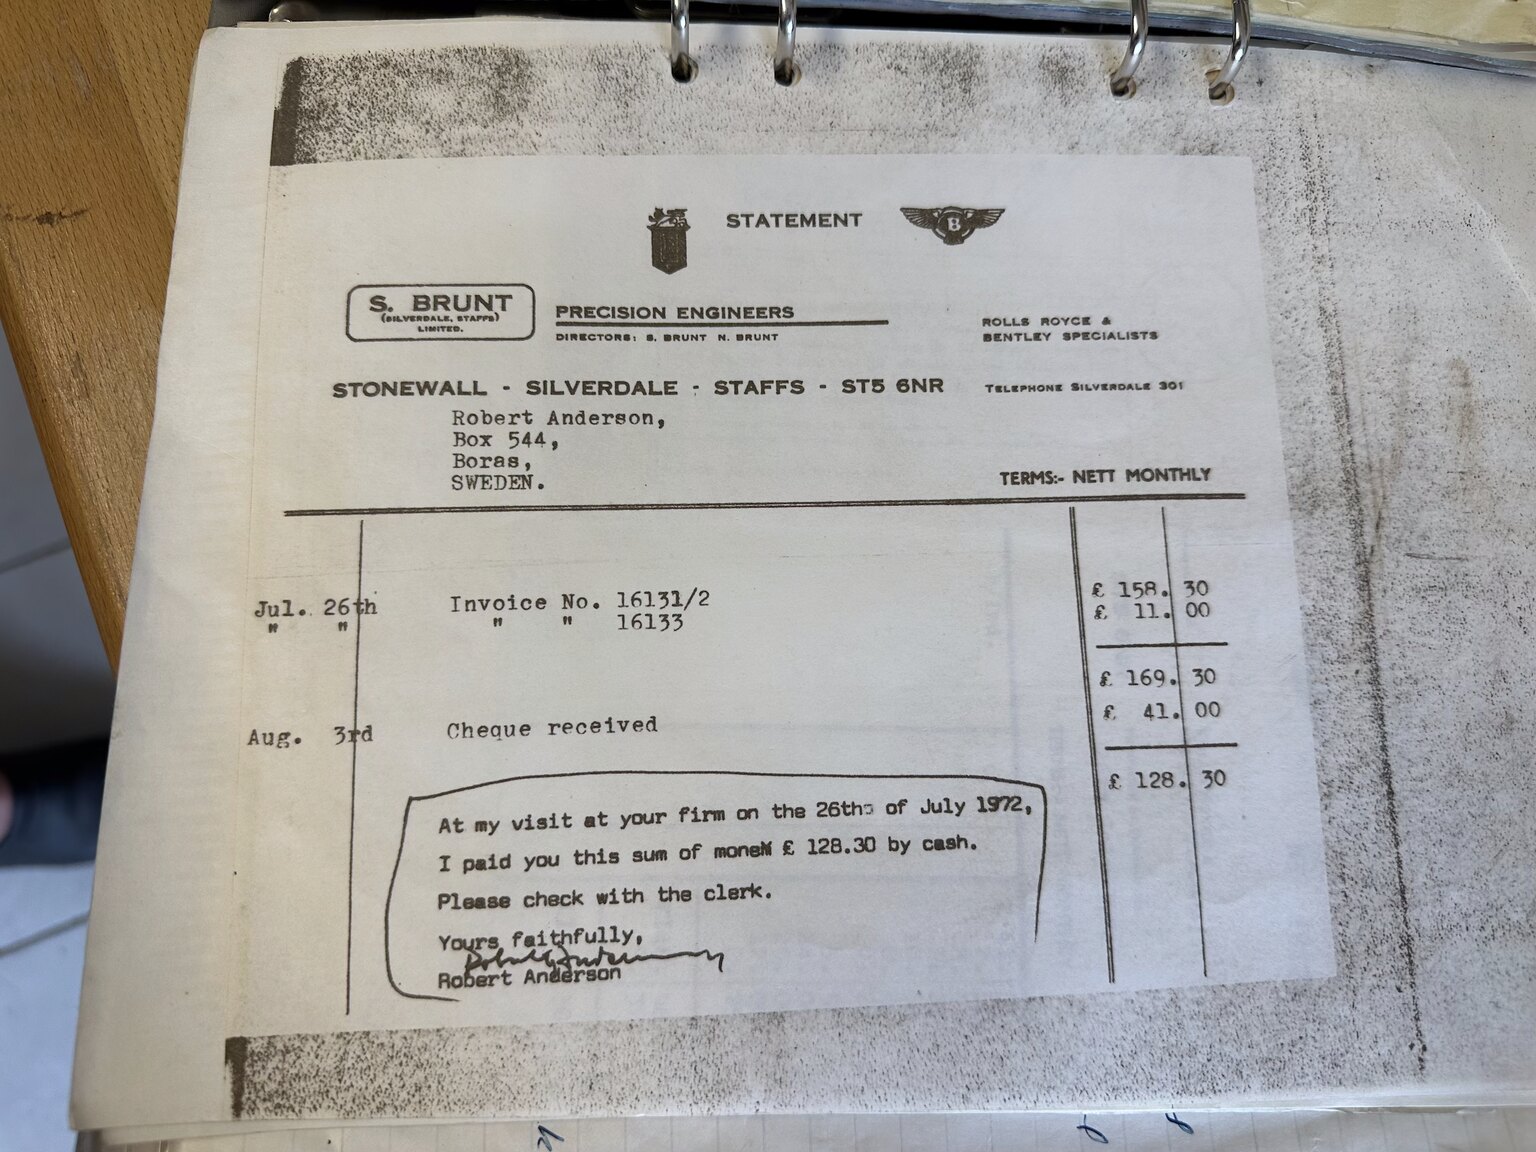 STATEMENT
B
S. BRUNT
(SILVERDALE, STAFFS)
LIMITED.
PRECISION ENGINEERS
DIRECTORS: S. BRUNT N. BRUNT
ROLLS ROYCE &
BENTLEY SPECIALISTS
STONEWALL - SILVERDALE - STAFFS - ST5 6NR
TELEPHONE SILVERDALE 301
Robert Anderson,
Box 544,
Boras,
SWEDEN.
TERMS:- NETT MONTHLY
Jul. 26th Invoice No. 16131/2 £ 158. 30
" " " " 16133 £ 11. 00
£ 169. 30
Aug. 3rd Cheque received £ 41. 00
£ 128. 30
At my visit at your firm on the 26th of July 1972,
I paid you this sum of money £ 128.30 by cash.
Please check with the clerk.
Yours faithfully,
Robert Anderson
Robert Anderson